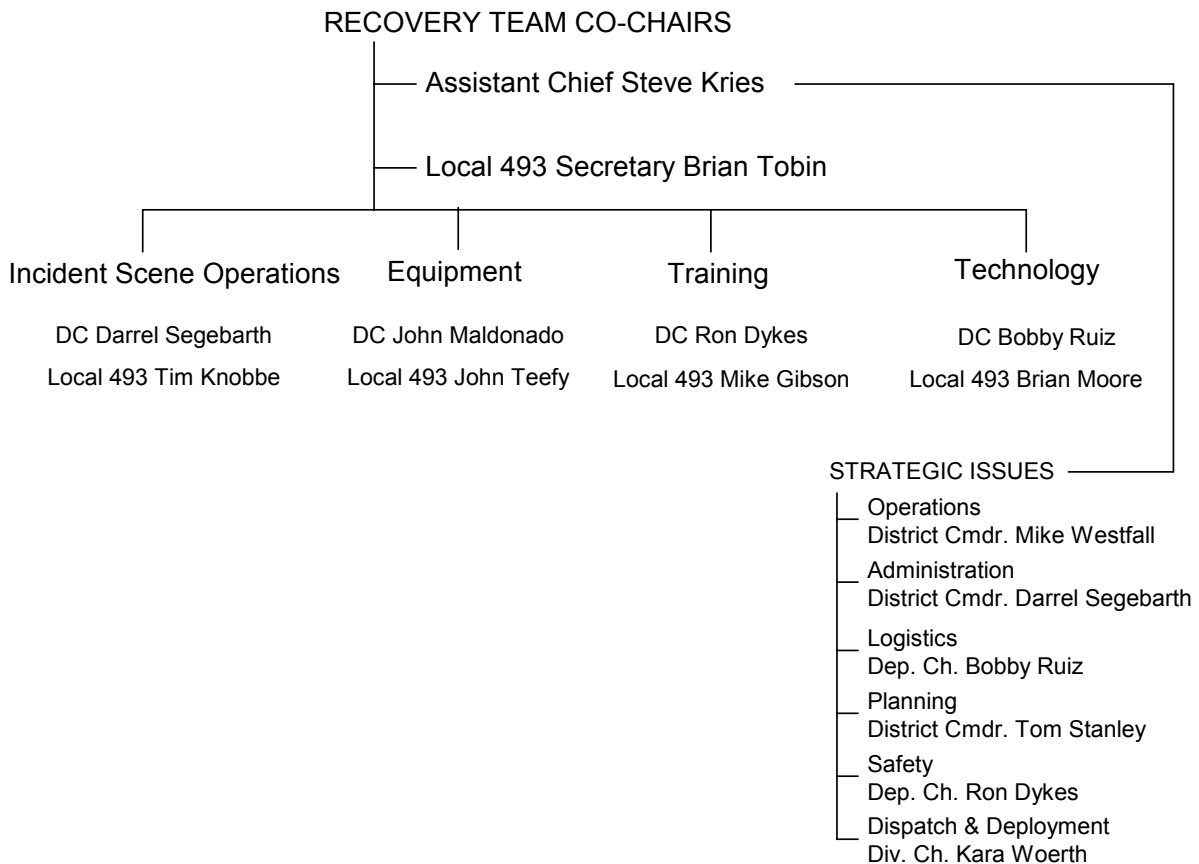 RECOVERY TEAM CO-CHAIRS
Assistant Chief Steve Kries
Local 493 Secretary Brian Tobin
Incident Scene Operations
DC Darrel Segebarth
Local 493 Tim Knobbe
Equipment
DC John Maldonado
Local 493 John Teefy
Training
DC Ron Dykes
Local 493 Mike Gibson
Technology
DC Bobby Ruiz
Local 493 Brian Moore
STRATEGIC ISSUES
Operations
District Cmdr. Mike Westfall
Administration
District Cmdr. Darrel Segebarth
Logistics
Dep. Ch. Bobby Ruiz
Planning
District Cmdr. Tom Stanley
Safety
Dep. Ch. Ron Dykes
Dispatch & Deployment
Div. Ch. Kara Woerth